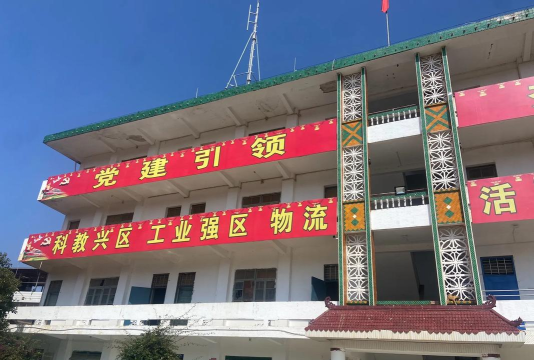 党建引领
科教兴区 工业强区 物流活